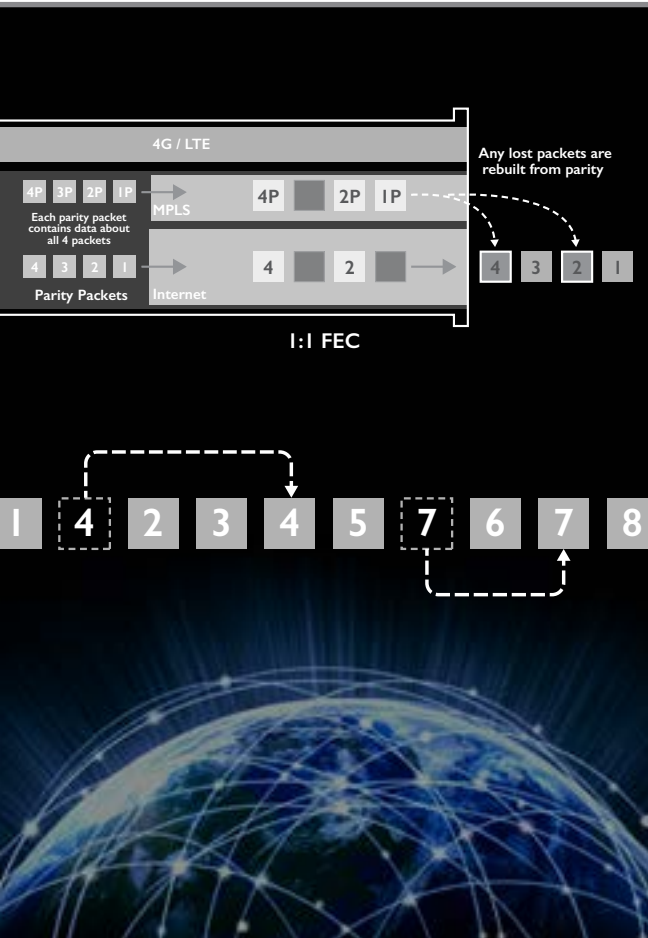 4G / LTE
Any lost packets are
rebuilt from parity
4P 3P 2P 1P
MPLS
4P 2P 1P
Each parity packet
contains data about
all 4 packets
4 3 2 1
Parity Packets
Internet
4 2
4 3 2 1
1:1 FEC
1 4 2 3 4 5 7 6 7 8